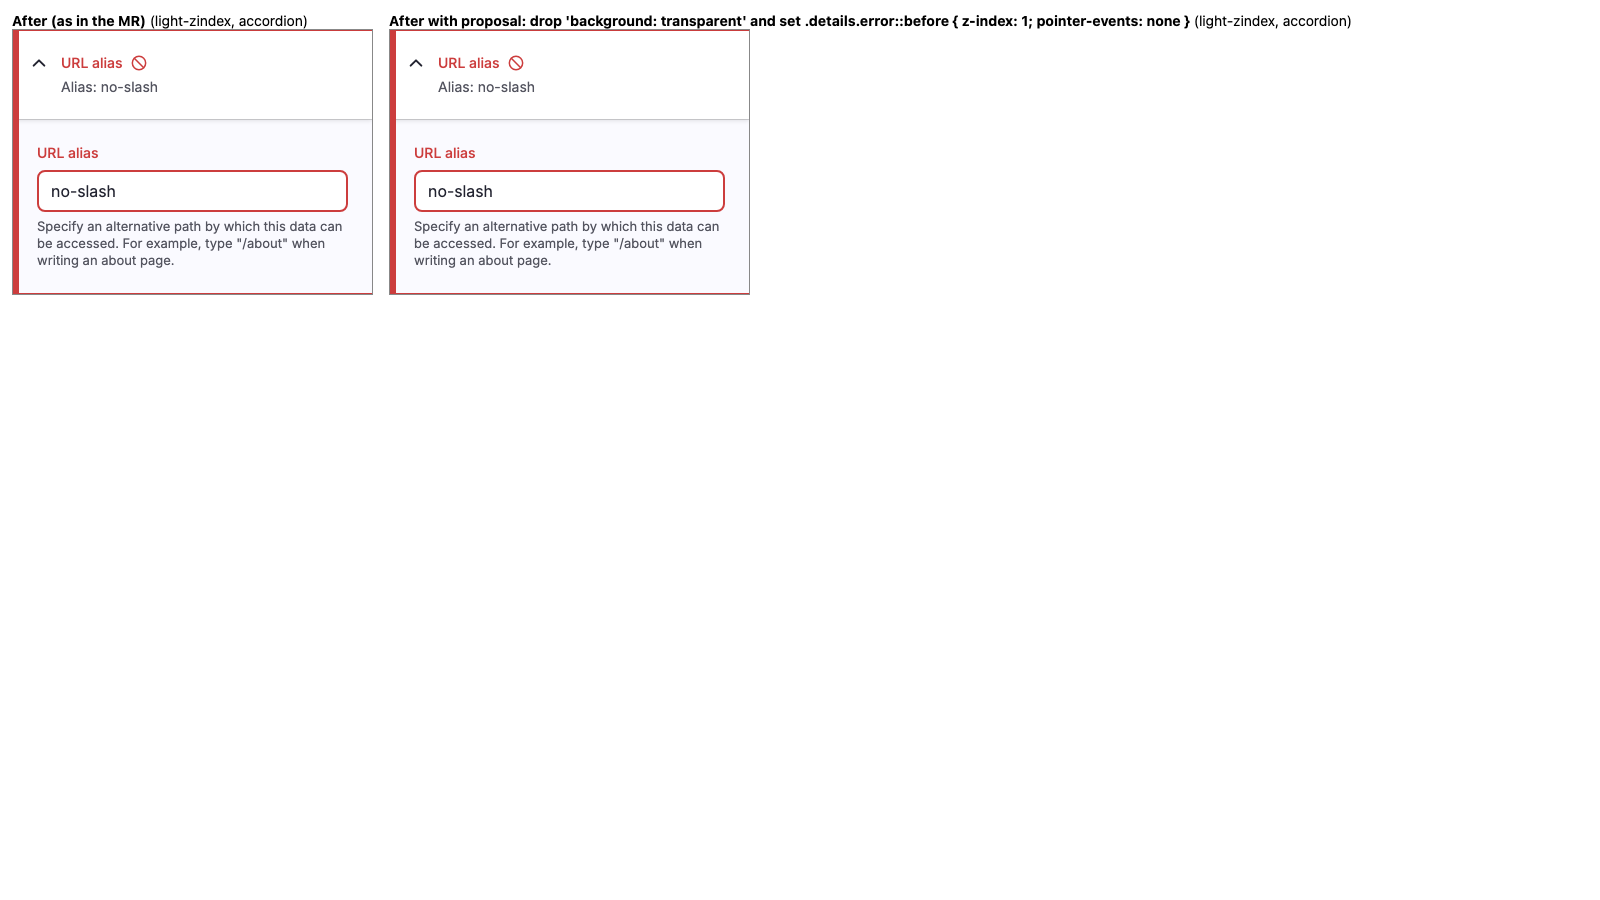 After (as in the MR) (light-zindex, accordion)
URL alias
Alias: no-slash
URL alias
no-slash
Specify an alternative path by which this data can
be accessed. For example, type "/about" when
writing an about page.
After with proposal: drop 'background: transparent' and set .details.error::before { z-index: 1; pointer-events: none } (light-zindex, accordion)
URL alias
Alias: no-slash
URL alias
no-slash
Specify an alternative path by which this data can
be accessed. For example, type "/about" when
writing an about page.